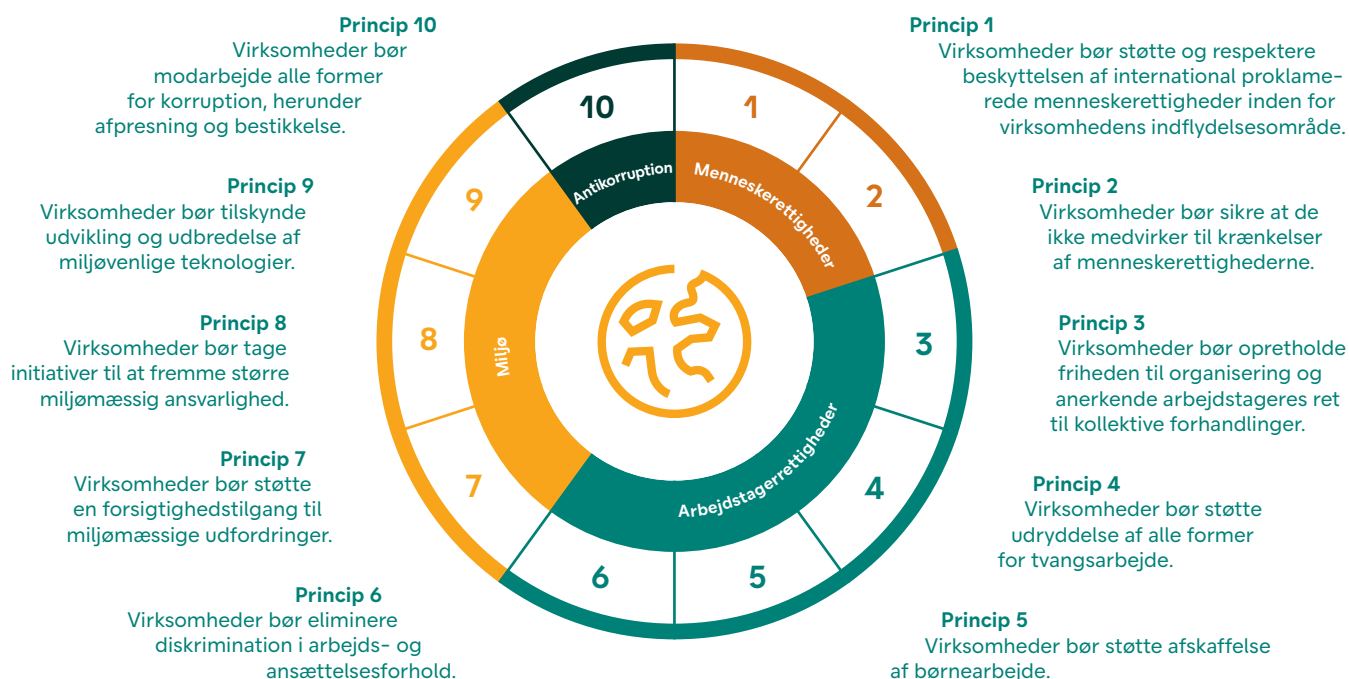 Princip 10
Virksomheder bør
modarbejde alle former
for korruption, herunder
afpresning og bestikkelse.
Princip 9
Virksomheder bør tilskynde
udvikling og udbredelse af
miljøvenlige teknologier.
Princip 8
Virksomheder bør tage
initiativer til at fremme større
miljømæssig ansvarlighed.
Princip 7
Virksomheder bør støtte
en forsigtighedstilgang til
miljømæssige udfordringer.
Princip 6
Virksomheder bør eliminere
diskrimination i arbejds- og
ansættelsesforhold.
10
1
2
3
4
5
6
7
8
9
Antikorruption
Menneskerettigheder
Arbejdstagerrettigheder
Miljø
Princip 1
Virksomheder bør støtte og respektere
beskyttelsen af international proklame-
rede menneskerettigheder inden for
virksomhedens indflydelsesområde.
Princip 2
Virksomheder bør sikre at de
ikke medvirker til krænkelser
af menneskerettighederne.
Princip 3
Virksomheder bør opretholde
friheden til organisering og
anerkende arbejdstageres ret
til kollektive forhandlinger.
Princip 4
Virksomheder bør støtte
udryddelse af alle former
for tvangsarbejde.
Princip 5
Virksomheder bør støtte afskaffelse
af børnearbejde.